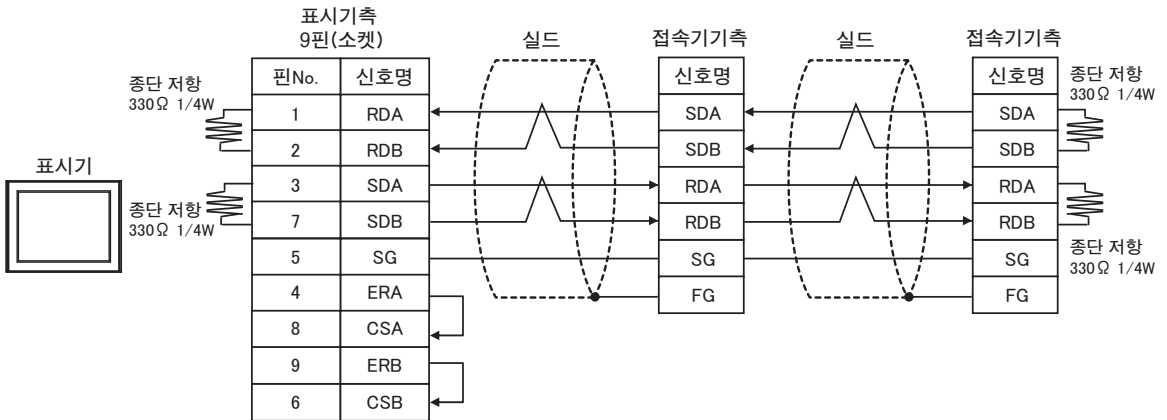 표시기측
9핀(소켓)
실드
접속기기측
실드
접속기기측
핀No.
신호명
신호명
신호명
종단 저항
330Ω 1/4W
종단 저항
330Ω 1/4W
1
RDA
SDA
SDA
2
RDB
SDB
SDB
표시기
3
SDA
RDA
RDA
종단 저항
330Ω 1/4W
7
SDB
RDB
RDB
5
SG
SG
SG
종단 저항
330Ω 1/4W
4
ERA
FG
FG
8
CSA
9
ERB
6
CSB